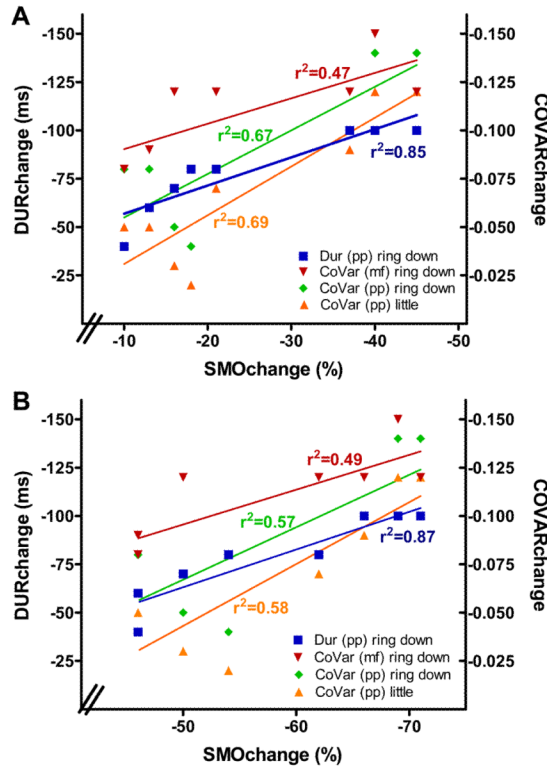 A
-150
-125
-100
-75
-50
-25
DURchange (ms)
-0.150
-0.125
-0.100
-0.075
-0.050
-0.025
COVARchange
r²=0.47
r²=0.67
r²=0.85
r²=0.69
Dur (pp) ring down
CoVar (mf) ring down
CoVar (pp) ring down
CoVar (pp) little
-10 -20 -30 -40 -50
SMOchange (%)
B
-150
-125
-100
-75
-50
-25
DURchange (ms)
-0.150
-0.125
-0.100
-0.075
-0.050
-0.025
COVARchange
r²=0.49
r²=0.57
r²=0.87
r²=0.58
Dur (pp) ring down
CoVar (mf) ring down
CoVar (pp) ring down
CoVar (pp) little
-50 -60 -70
SMOchange (%)